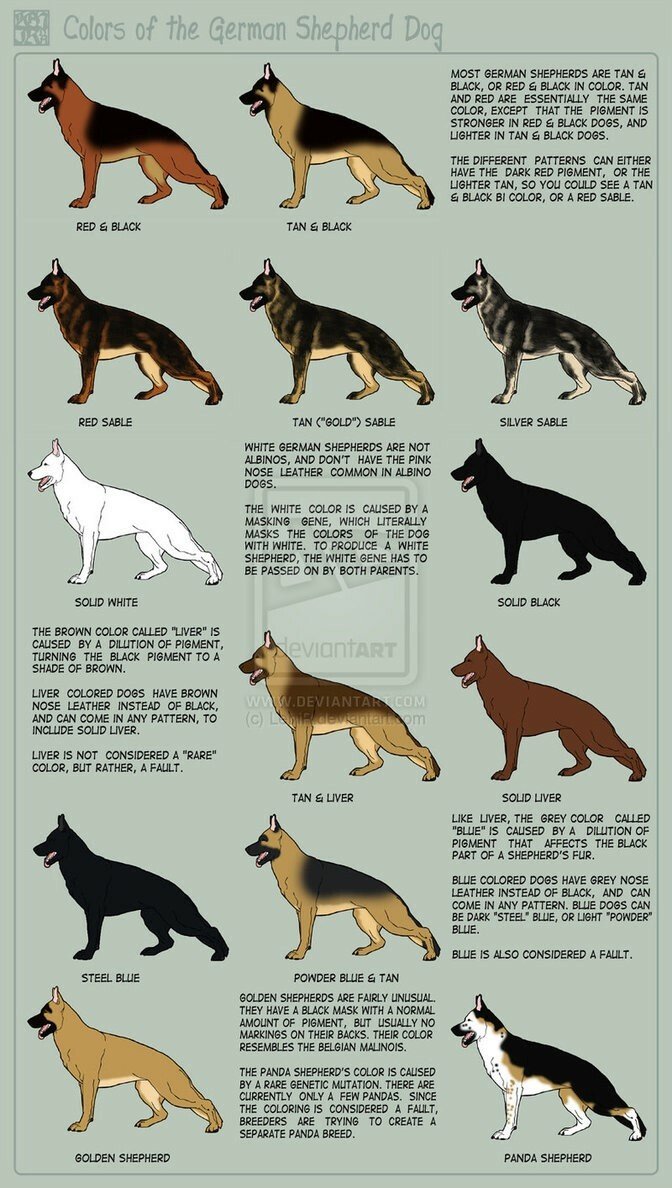 Colors of the German Shepherd Dog
MOST GERMAN SHEPHERDS ARE TAN &
BLACK, OR RED & BLACK IN COLOR. TAN
AND RED ARE ESSENTIALLY THE SAME
COLOR, EXCEPT THAT THE PIGMENT IS
STRONGER IN RED & BLACK DOGS, AND
LIGHTER IN TAN & BLACK DOGS.
THE DIFFERENT PATTERNS CAN EITHER
HAVE THE DARK RED PIGMENT, OR THE
LIGHTER TAN, SO YOU COULD SEE A TAN
& BLACK BI COLOR, OR A RED SABLE.
RED & BLACK
TAN & BLACK
RED SABLE
TAN ("GOLD") SABLE
SILVER SABLE
WHITE GERMAN SHEPHERDS ARE NOT
ALBINOS, AND DON'T HAVE THE PINK
NOSE LEATHER COMMON IN ALBINO
DOGS.
THE WHITE COLOR IS CAUSED BY A
MASKING GENE, WHICH LITERALLY
MASKS THE COLORS OF THE DOG
WITH WHITE. TO PRODUCE A WHITE
SHEPHERD, THE WHITE GENE HAS TO
BE PASSED ON BY BOTH PARENTS.
SOLID WHITE
SOLID BLACK
THE BROWN COLOR CALLED "LIVER" IS
CAUSED BY A DILUTION OF PIGMENT,
TURNING THE BLACK PIGMENT TO A
SHADE OF BROWN.
LIVER COLORED DOGS HAVE BROWN
NOSE LEATHER INSTEAD OF BLACK,
AND CAN COME IN ANY PATTERN, TO
INCLUDE SOLID LIVER.
LIVER IS NOT CONSIDERED A "RARE"
COLOR, BUT RATHER, A FAULT.
deviantART
WWW.DEVIANTART.COM
deviantart.com
TAN & LIVER
SOLID LIVER
LIKE LIVER, THE GREY COLOR CALLED
"BLUE" IS CAUSED BY A DILUTION OF
PIGMENT THAT AFFECTS THE BLACK
PART OF A SHEPHERD'S FUR.
BLUE COLORED DOGS HAVE GREY NOSE
LEATHER INSTEAD OF BLACK, AND CAN
COME IN ANY PATTERN. BLUE DOGS CAN
BE DARK "STEEL" BLUE, OR LIGHT "POWDER"
BLUE.
BLUE IS ALSO CONSIDERED A FAULT.
STEEL BLUE
POWDER BLUE & TAN
GOLDEN SHEPHERDS ARE FAIRLY UNUSUAL.
THEY HAVE A BLACK MASK WITH A NORMAL
AMOUNT OF PIGMENT, BUT USUALLY NO
MARKINGS ON THEIR BACKS. THEIR COLOR
RESEMBLES THE BELGIAN MALINOIS.
THE PANDA SHEPHERD'S COLOR IS CAUSED
BY A RARE GENETIC MUTATION. THERE ARE
CURRENTLY ONLY A FEW PANDAS. SINCE
THE COLORING IS CONSIDERED A FAULT,
BREEDERS ARE TRYING TO CREATE A
SEPARATE PANDA BREED.
GOLDEN SHEPHERD
PANDA SHEPHERD